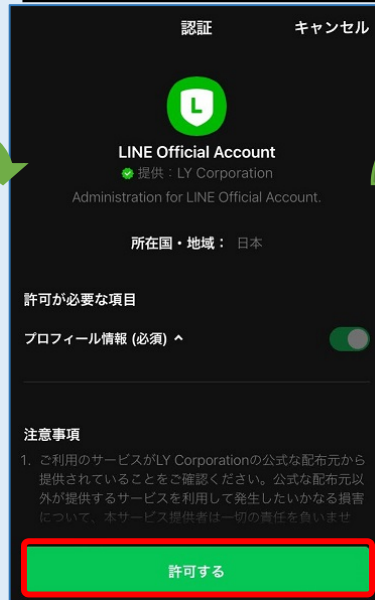 認証 キャンセル
L
LINE Official Account
提供：LY Corporation
Administration for LINE Official Account.
所在国・地域： 日本
許可が必要な項目
プロフィール情報 (必須)
注意事項
1. ご利用のサービスがLY Corporationの公式な配布元から
提供されていることをご確認ください。公式な配布元以
外が提供するサービスを利用して発生したいかなる損害
について、本サービス提供者は一切の責任を負いませ
許可する